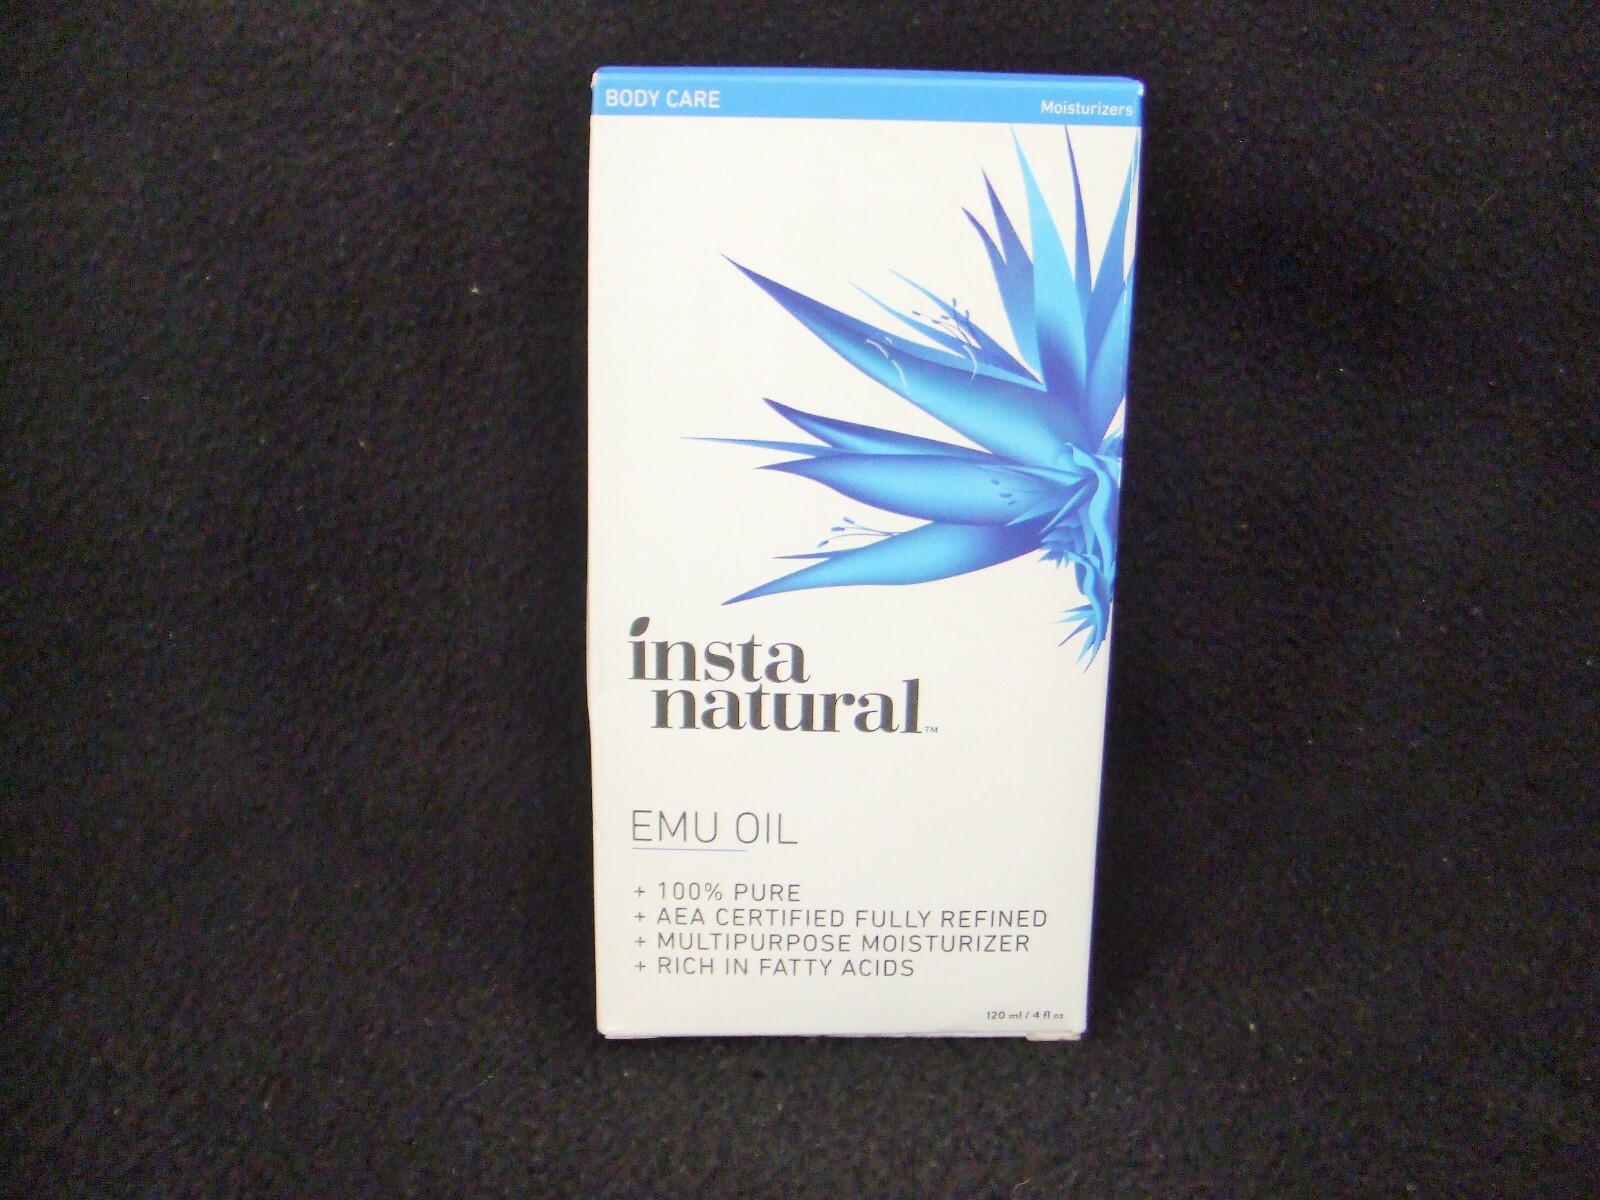 BODY CARE
Moisturizers
insta
natural™
EMU OIL
+ 100% PURE
+ AEA CERTIFIED FULLY REFINED
+ MULTIPURPOSE MOISTURIZER
+ RICH IN FATTY ACIDS
120 ml / 4 fl oz